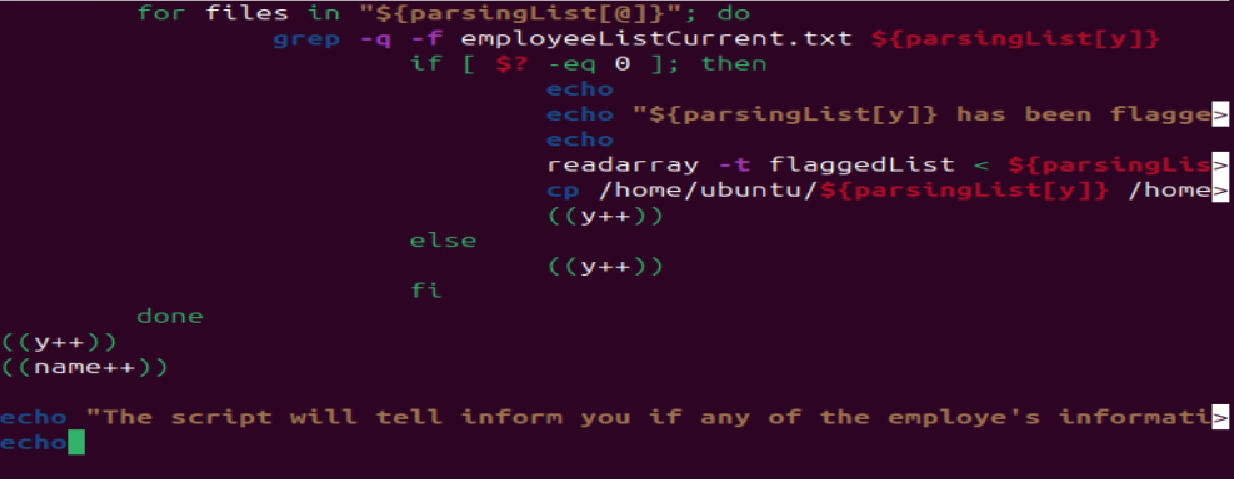 for files in "${parsingList[@]}"; do
grep -q -f employeeListCurrent.txt ${parsingList[y]}
if [ $? -eq 0 ]; then
echo
echo "${parsingList[y]} has been flagge>
echo
readarray -t flaggedList < ${parsingLis>
cp /home/ubuntu/${parsingList[y]} /home>
((y++))
else
((y++))
fi
done
((y++))
((name++))
echo "The script will tell inform you if any of the employe's informati>
echo